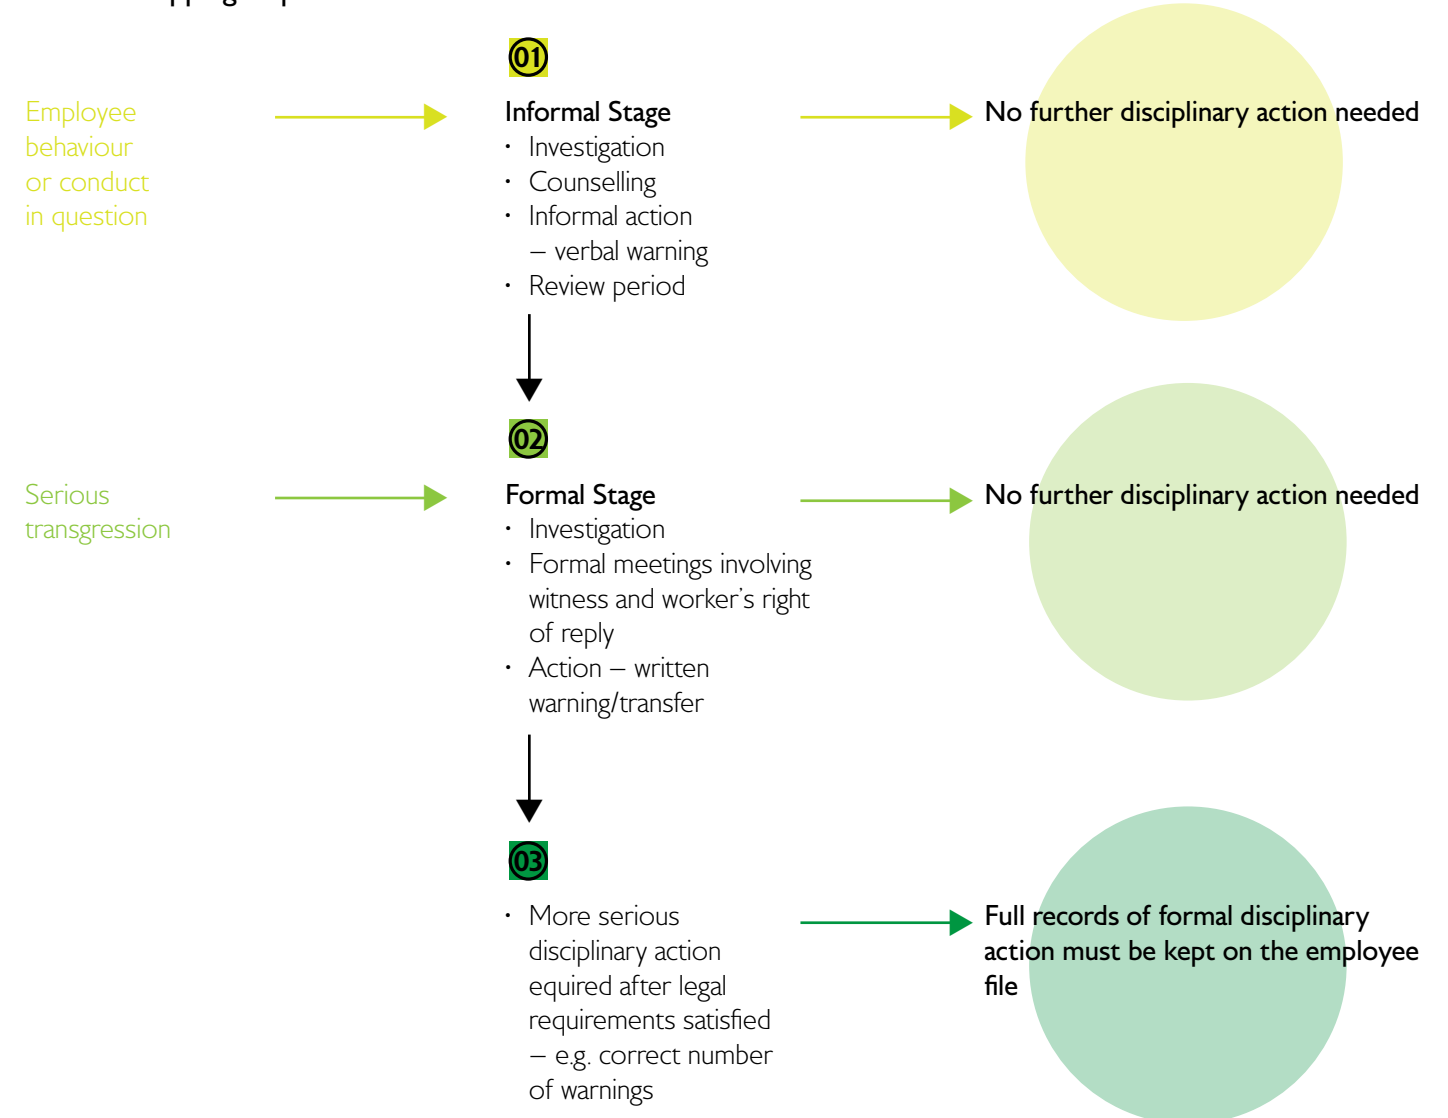 01
Employee
behaviour
or conduct
in question
Informal Stage
• Investigation
• Counselling
• Informal action
– verbal warning
• Review period
No further disciplinary action needed
02
Serious
transgression
Formal Stage
• Investigation
• Formal meetings involving
witness and worker's right
of reply
• Action – written
warning/transfer
No further disciplinary action needed
03
• More serious
disciplinary action
equired after legal
requirements satisfied
– e.g. correct number
of warnings
Full records of formal disciplinary
action must be kept on the employee
file